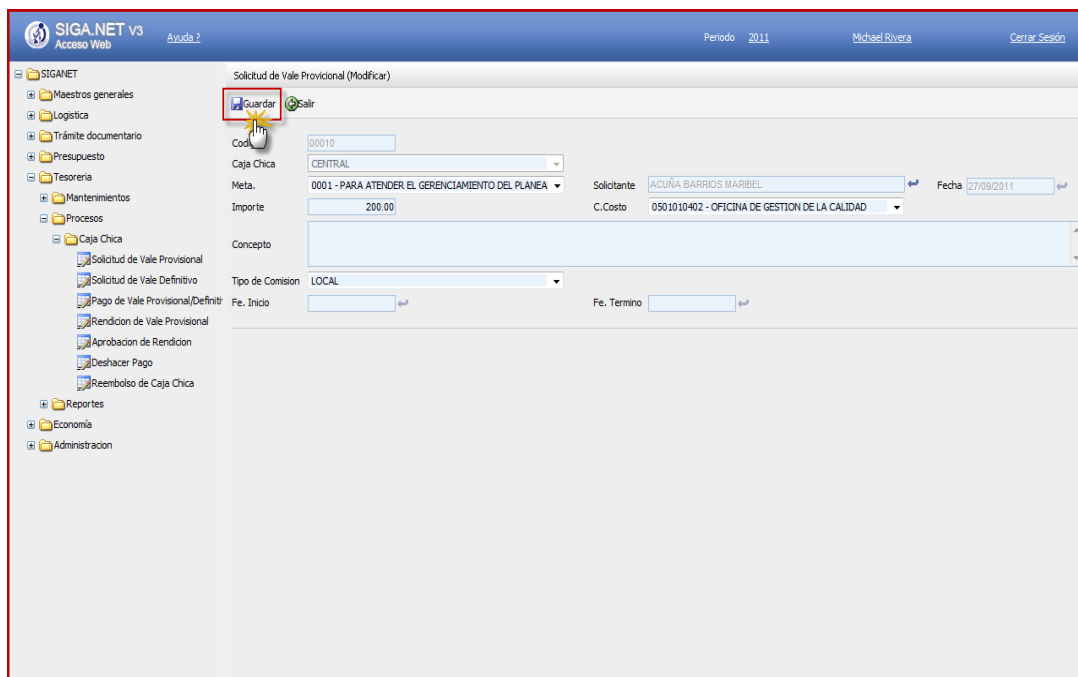 SIGA.NET V3
Acceso Web
Ayuda ?
Periodo 2011
Michael Rivera
Cerrar Sesión
SIGANET
Maestros generales
Logistica
Trámite documentario
Presupuesto
Tesoreria
Mantenimientos
Procesos
Caja Chica
Solicitud de Vale Provisional
Solicitud de Vale Definitivo
Pago de Vale Provisional/Definiti
Rendicion de Vale Provisional
Aprobacion de Rendicion
Deshacer Pago
Reembolso de Caja Chica
Reportes
Economía
Administracion
Solicitud de Vale Provicional (Modificar)
Guardar Salir
00010
Caja Chica CENTRAL
Meta. 0001 - PARA ATENDER EL GERENCIAMIENTO DEL PLANEA Solicitante ACUÑA BARRIOS MARIBEL Fecha 27/09/2011
Importe 200.00 C.Costo 0501010402 - OFICINA DE GESTION DE LA CALIDAD
Concepto
Tipo de Comision LOCAL
Fe. Inicio Fe. Termino